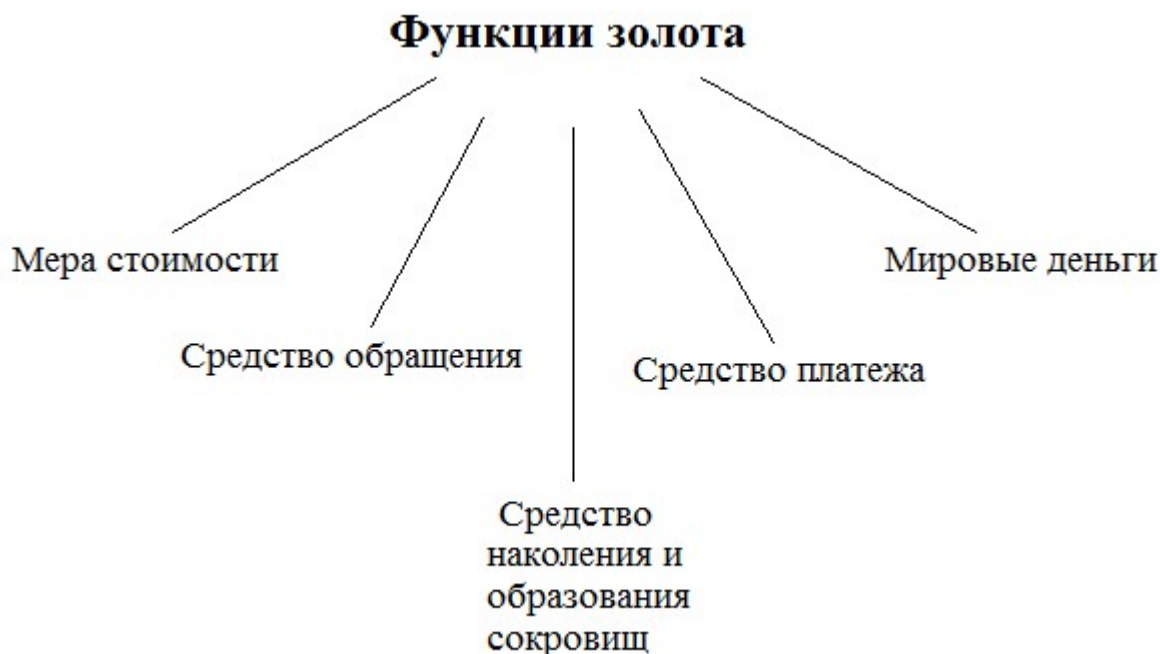 Функции золота
Мера стоимости
Мировые деньги
Средство обращения
Средство платежа
Средство
наколения и
образования
сокровищ